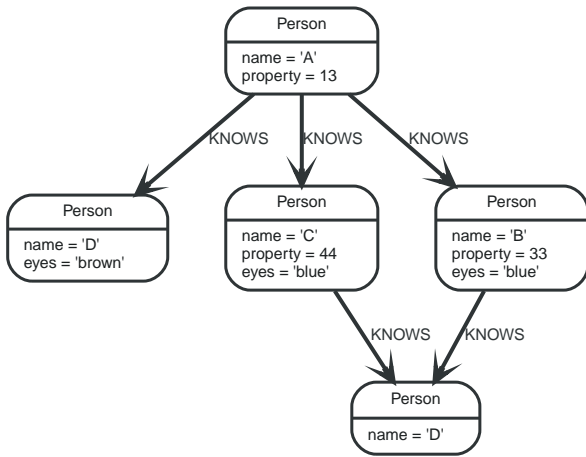 Person
name = 'A'
property = 13
KNOWS
KNOWS
KNOWS
Person
name = 'D'
eyes = 'brown'
Person
name = 'C'
property = 44
eyes = 'blue'
Person
name = 'B'
property = 33
eyes = 'blue'
KNOWS
KNOWS
Person
name = 'D'